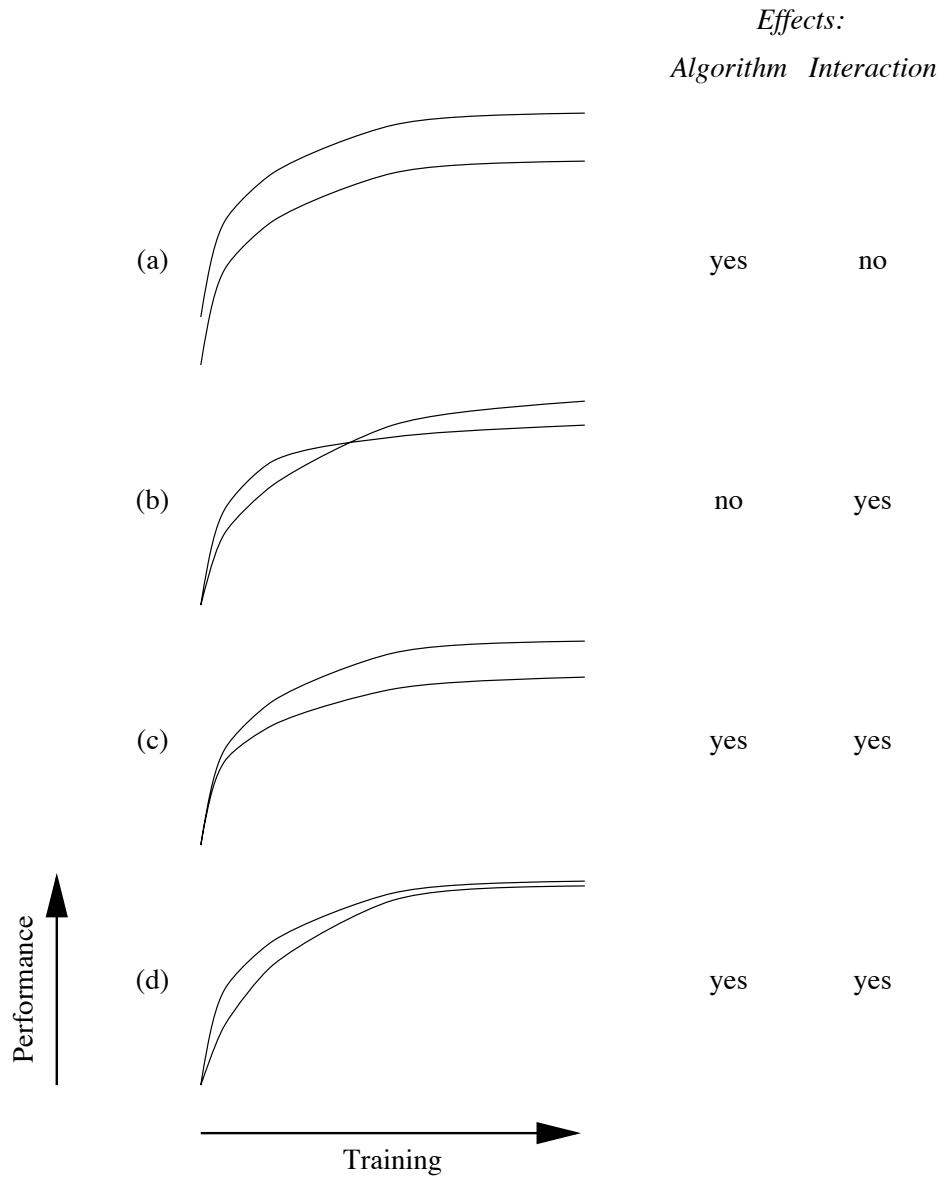 Effects:
Algorithm Interaction
(a) yes no
(b) no yes
(c) yes yes
(d) yes yes
Performance
Training